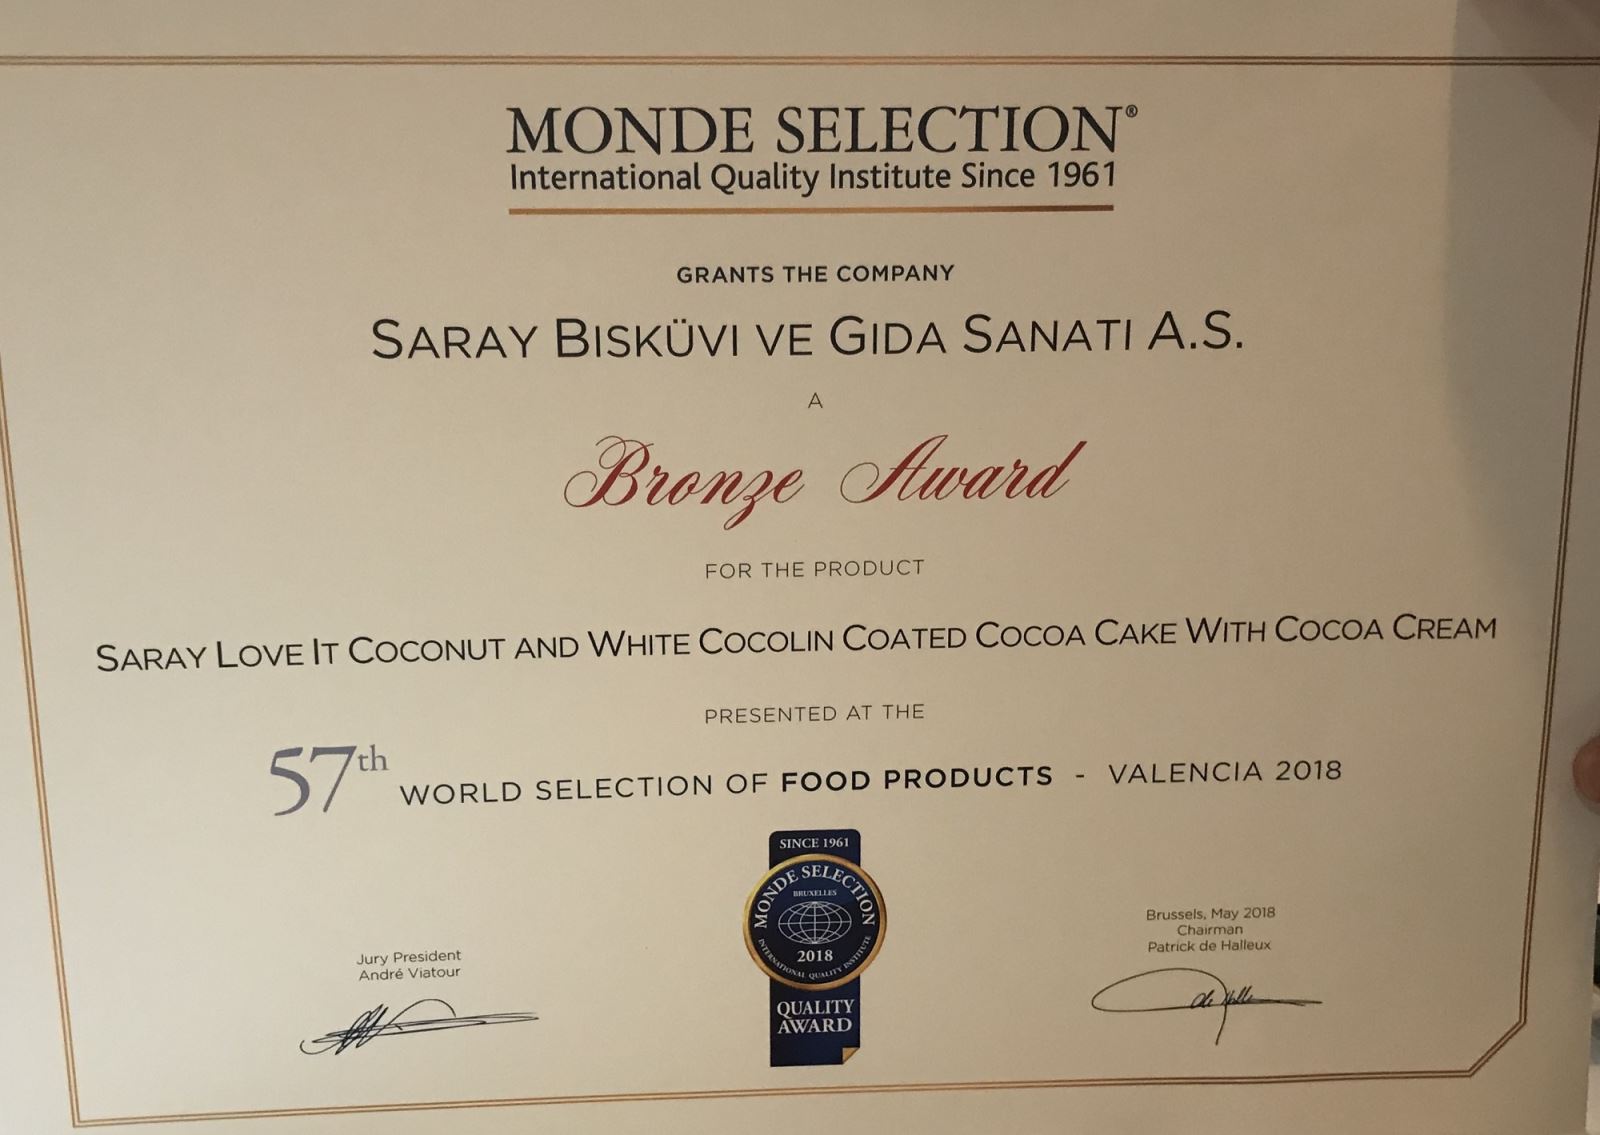 MONDE SELECTION®
International Quality Institute Since 1961
GRANTS THE COMPANY
SARAY BISKÜVI VE GIDA SANATI A.S.
A
Bronze Award
FOR THE PRODUCT
SARAY LOVE IT COCONUT AND WHITE COCOLIN COATED COCOA CAKE WITH COCOA CREAM
PRESENTED AT THE
57th WORLD SELECTION OF FOOD PRODUCTS - VALENCIA 2018
SINCE 1961
MONDE SELECTION
BRUXELLES
2018
INTERNATIONAL QUALITY INSTITUTE
QUALITY
AWARD
Jury President
André Viatour
Brussels, May 2018
Chairman
Patrick de Halleux